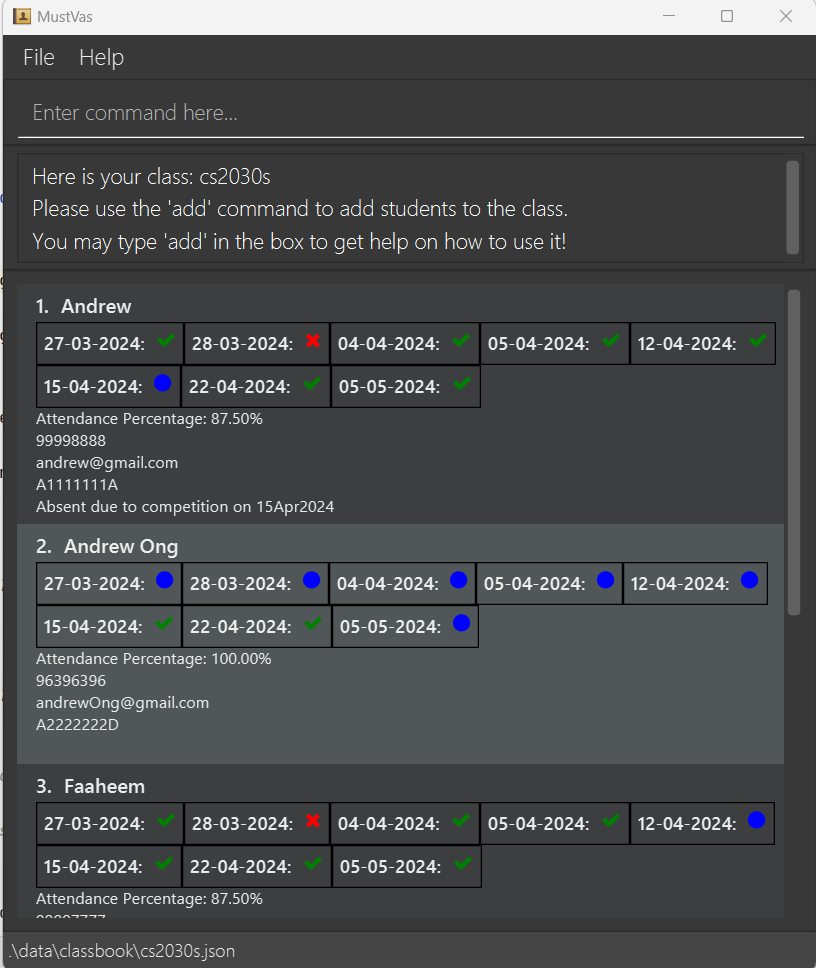 MustVas
File Help
Enter command here...
Here is your class: cs2030s
Please use the 'add' command to add students to the class.
You may type 'add' in the box to get help on how to use it!
1. Andrew
27-03-2024: 28-03-2024: 04-04-2024: 05-04-2024: 12-04-2024:
15-04-2024: 22-04-2024: 05-05-2024:
Attendance Percentage: 87.50%
99998888
andrew@gmail.com
A1111111A
Absent due to competition on 15Apr2024
2. Andrew Ong
27-03-2024: 28-03-2024: 04-04-2024: 05-04-2024: 12-04-2024:
15-04-2024: 22-04-2024: 05-05-2024:
Attendance Percentage: 100.00%
96396396
andrewOng@gmail.com
A2222222D
3. Faaheem
27-03-2024: 28-03-2024: 04-04-2024: 05-04-2024: 12-04-2024:
15-04-2024: 22-04-2024: 05-05-2024:
Attendance Percentage: 87.50%
.\data\classbook\cs2030s.json